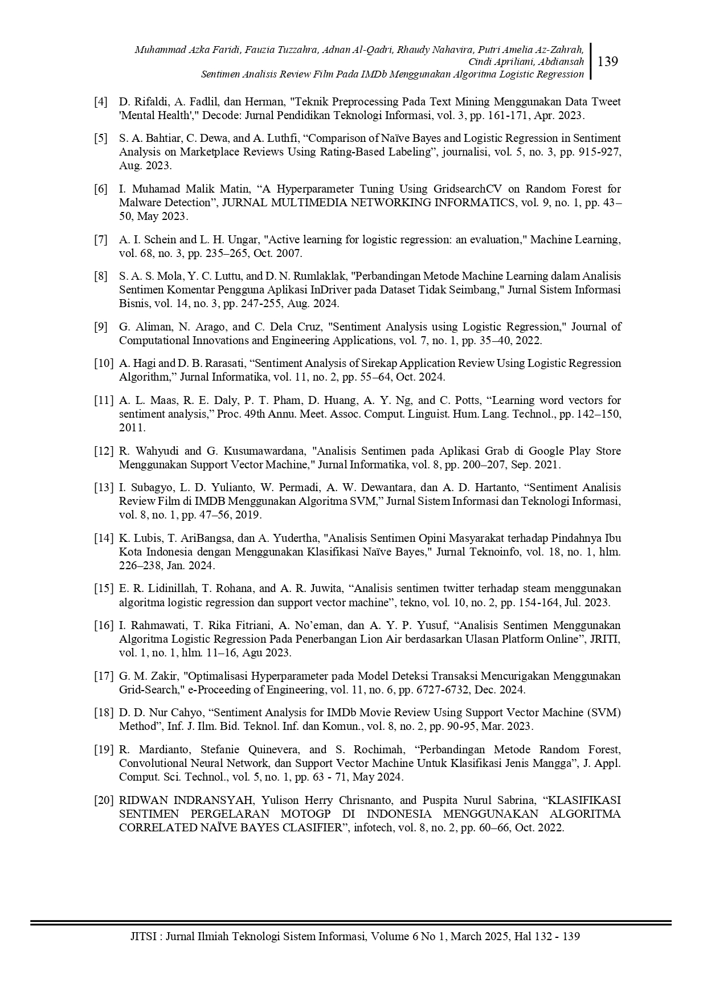 Muhammad Azka Faridi, Fauzia Tuzzahra, Adnan Al-Qadri, Rhaudy Nahavira, Putri Amelia Az-Zahrah,
Cindi Apriliani, Abdiansah
Sentimen Analisis Review Film Pada IMDb Menggunakan Algoritma Logistic Regression
139
[4] D. Rifaldi, A. Fadlil, dan Herman, "Teknik Preprocessing Pada Text Mining Menggunakan Data Tweet
'Mental Health'," Decode: Jurnal Pendidikan Teknologi Informasi, vol. 3, pp. 161-171, Apr. 2023.
[5] S. A. Bahtiar, C. Dewa, and A. Luthfi, “Comparison of Naïve Bayes and Logistic Regression in Sentiment
Analysis on Marketplace Reviews Using Rating-Based Labeling”, journalisi, vol. 5, no. 3, pp. 915-927,
Aug. 2023.
[6] I. Muhamad Malik Matin, “A Hyperparameter Tuning Using GridsearchCV on Random Forest for
Malware Detection”, JURNAL MULTIMEDIA NETWORKING INFORMATICS, vol. 9, no. 1, pp. 43–
50, May 2023.
[7] A. I. Schein and L. H. Ungar, "Active learning for logistic regression: an evaluation," Machine Learning,
vol. 68, no. 3, pp. 235–265, Oct. 2007.
[8] S. A. S. Mola, Y. C. Luttu, and D. N. Rumlaklak, "Perbandingan Metode Machine Learning dalam Analisis
Sentimen Komentar Pengguna Aplikasi InDriver pada Dataset Tidak Seimbang," Jurnal Sistem Informasi
Bisnis, vol. 14, no. 3, pp. 247-255, Aug. 2024.
[9] G. Aliman, N. Arago, and C. Dela Cruz, "Sentiment Analysis using Logistic Regression," Journal of
Computational Innovations and Engineering Applications, vol. 7, no. 1, pp. 35–40, 2022.
[10] A. Hagi and D. B. Rarasati, “Sentiment Analysis of Sirekap Application Review Using Logistic Regression
Algorithm,” Jurnal Informatika, vol. 11, no. 2, pp. 55–64, Oct. 2024.
[11] A. L. Maas, R. E. Daly, P. T. Pham, D. Huang, A. Y. Ng, and C. Potts, “Learning word vectors for
sentiment analysis,” Proc. 49th Annu. Meet. Assoc. Comput. Linguist. Hum. Lang. Technol., pp. 142–150,
2011.
[12] R. Wahyudi and G. Kusumawardana, "Analisis Sentimen pada Aplikasi Grab di Google Play Store
Menggunakan Support Vector Machine," Jurnal Informatika, vol. 8, pp. 200–207, Sep. 2021.
[13] I. Subagyo, L. D. Yulianto, W. Permadi, A. W. Dewantara, dan A. D. Hartanto, “Sentiment Analisis
Review Film di IMDB Menggunakan Algoritma SVM,” Jurnal Sistem Informasi dan Teknologi Informasi,
vol. 8, no. 1, pp. 47–56, 2019.
[14] K. Lubis, T. AriBangsa, dan A. Yudertha, "Analisis Sentimen Opini Masyarakat terhadap Pindahnya Ibu
Kota Indonesia dengan Menggunakan Klasifikasi Naïve Bayes," Jurnal Teknoinfo, vol. 18, no. 1, hlm.
226–238, Jan. 2024.
[15] E. R. Lidinillah, T. Rohana, and A. R. Juwita, “Analisis sentimen twitter terhadap steam menggunakan
algoritma logistic regression dan support vector machine”, tekno, vol. 10, no. 2, pp. 154-164, Jul. 2023.
[16] I. Rahmawati, T. Rika Fitriani, A. No’eman, dan A. Y. P. Yusuf, “Analisis Sentimen Menggunakan
Algoritma Logistic Regression Pada Penerbangan Lion Air berdasarkan Ulasan Platform Online”, JRITI,
vol. 1, no. 1, hlm. 11–16, Agu 2023.
[17] G. M. Zakir, "Optimalisasi Hyperparameter pada Model Deteksi Transaksi Mencurigakan Menggunakan
Grid-Search," e-Proceeding of Engineering, vol. 11, no. 6, pp. 6727-6732, Dec. 2024.
[18] D. D. Nur Cahyo, “Sentiment Analysis for IMDb Movie Review Using Support Vector Machine (SVM)
Method”, Inf. J. Ilm. Bid. Teknol. Inf. dan Komun., vol. 8, no. 2, pp. 90-95, Mar. 2023.
[19] R. Mardianto, Stefanie Quinevera, and S. Rochimah, “Perbandingan Metode Random Forest,
Convolutional Neural Network, dan Support Vector Machine Untuk Klasifikasi Jenis Mangga”, J. Appl.
Comput. Sci. Technol., vol. 5, no. 1, pp. 63 - 71, May 2024.
[20] RIDWAN INDRANSYAH, Yulison Herry Chrisnanto, and Puspita Nurul Sabrina, “KLASIFIKASI
SENTIMEN PERGELARAN MOTOGP DI INDONESIA MENGGUNAKAN ALGORITMA
CORRELATED NAÏVE BAYES CLASIFIER”, infotech, vol. 8, no. 2, pp. 60–66, Oct. 2022.
JITSI : Jurnal Ilmiah Teknologi Sistem Informasi, Volume 6 No 1, March 2025, Hal 132 - 139